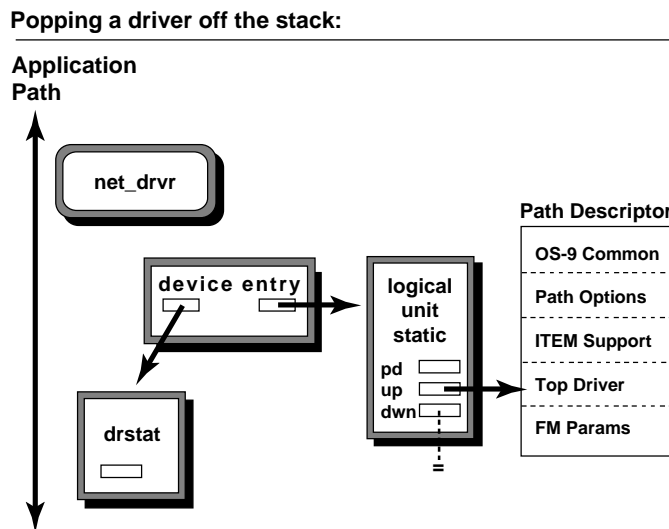 Popping a driver off the stack:
Application
Path
net_drvr
Path Descriptor
device entry
logical
unit
static
pd
up
dwn
drstat
OS-9 Common
Path Options
ITEM Support
Top Driver
FM Params